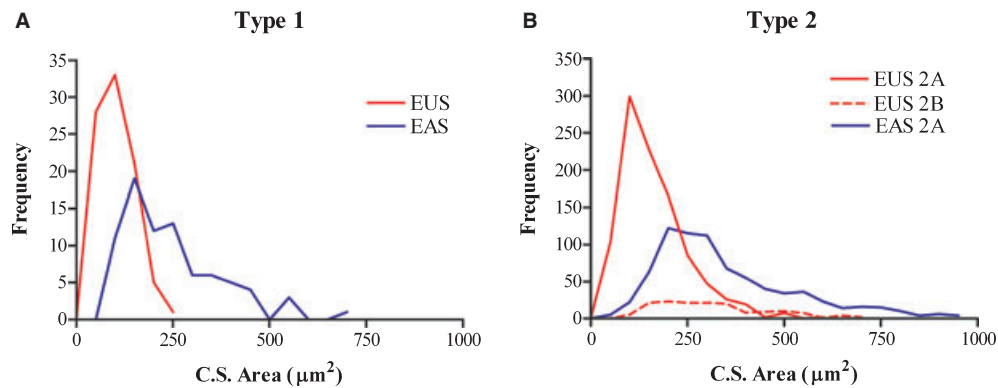 A
Type 1
35
30
25
20
15
10
5
0
Frequency
0
250
500
750
1000
C.S. Area (μm²)
EUS
EAS
B
Type 2
350
300
250
200
150
100
50
0
Frequency
0
250
500
750
1000
C.S. Area (μm²)
EUS 2A
EUS 2B
EAS 2A